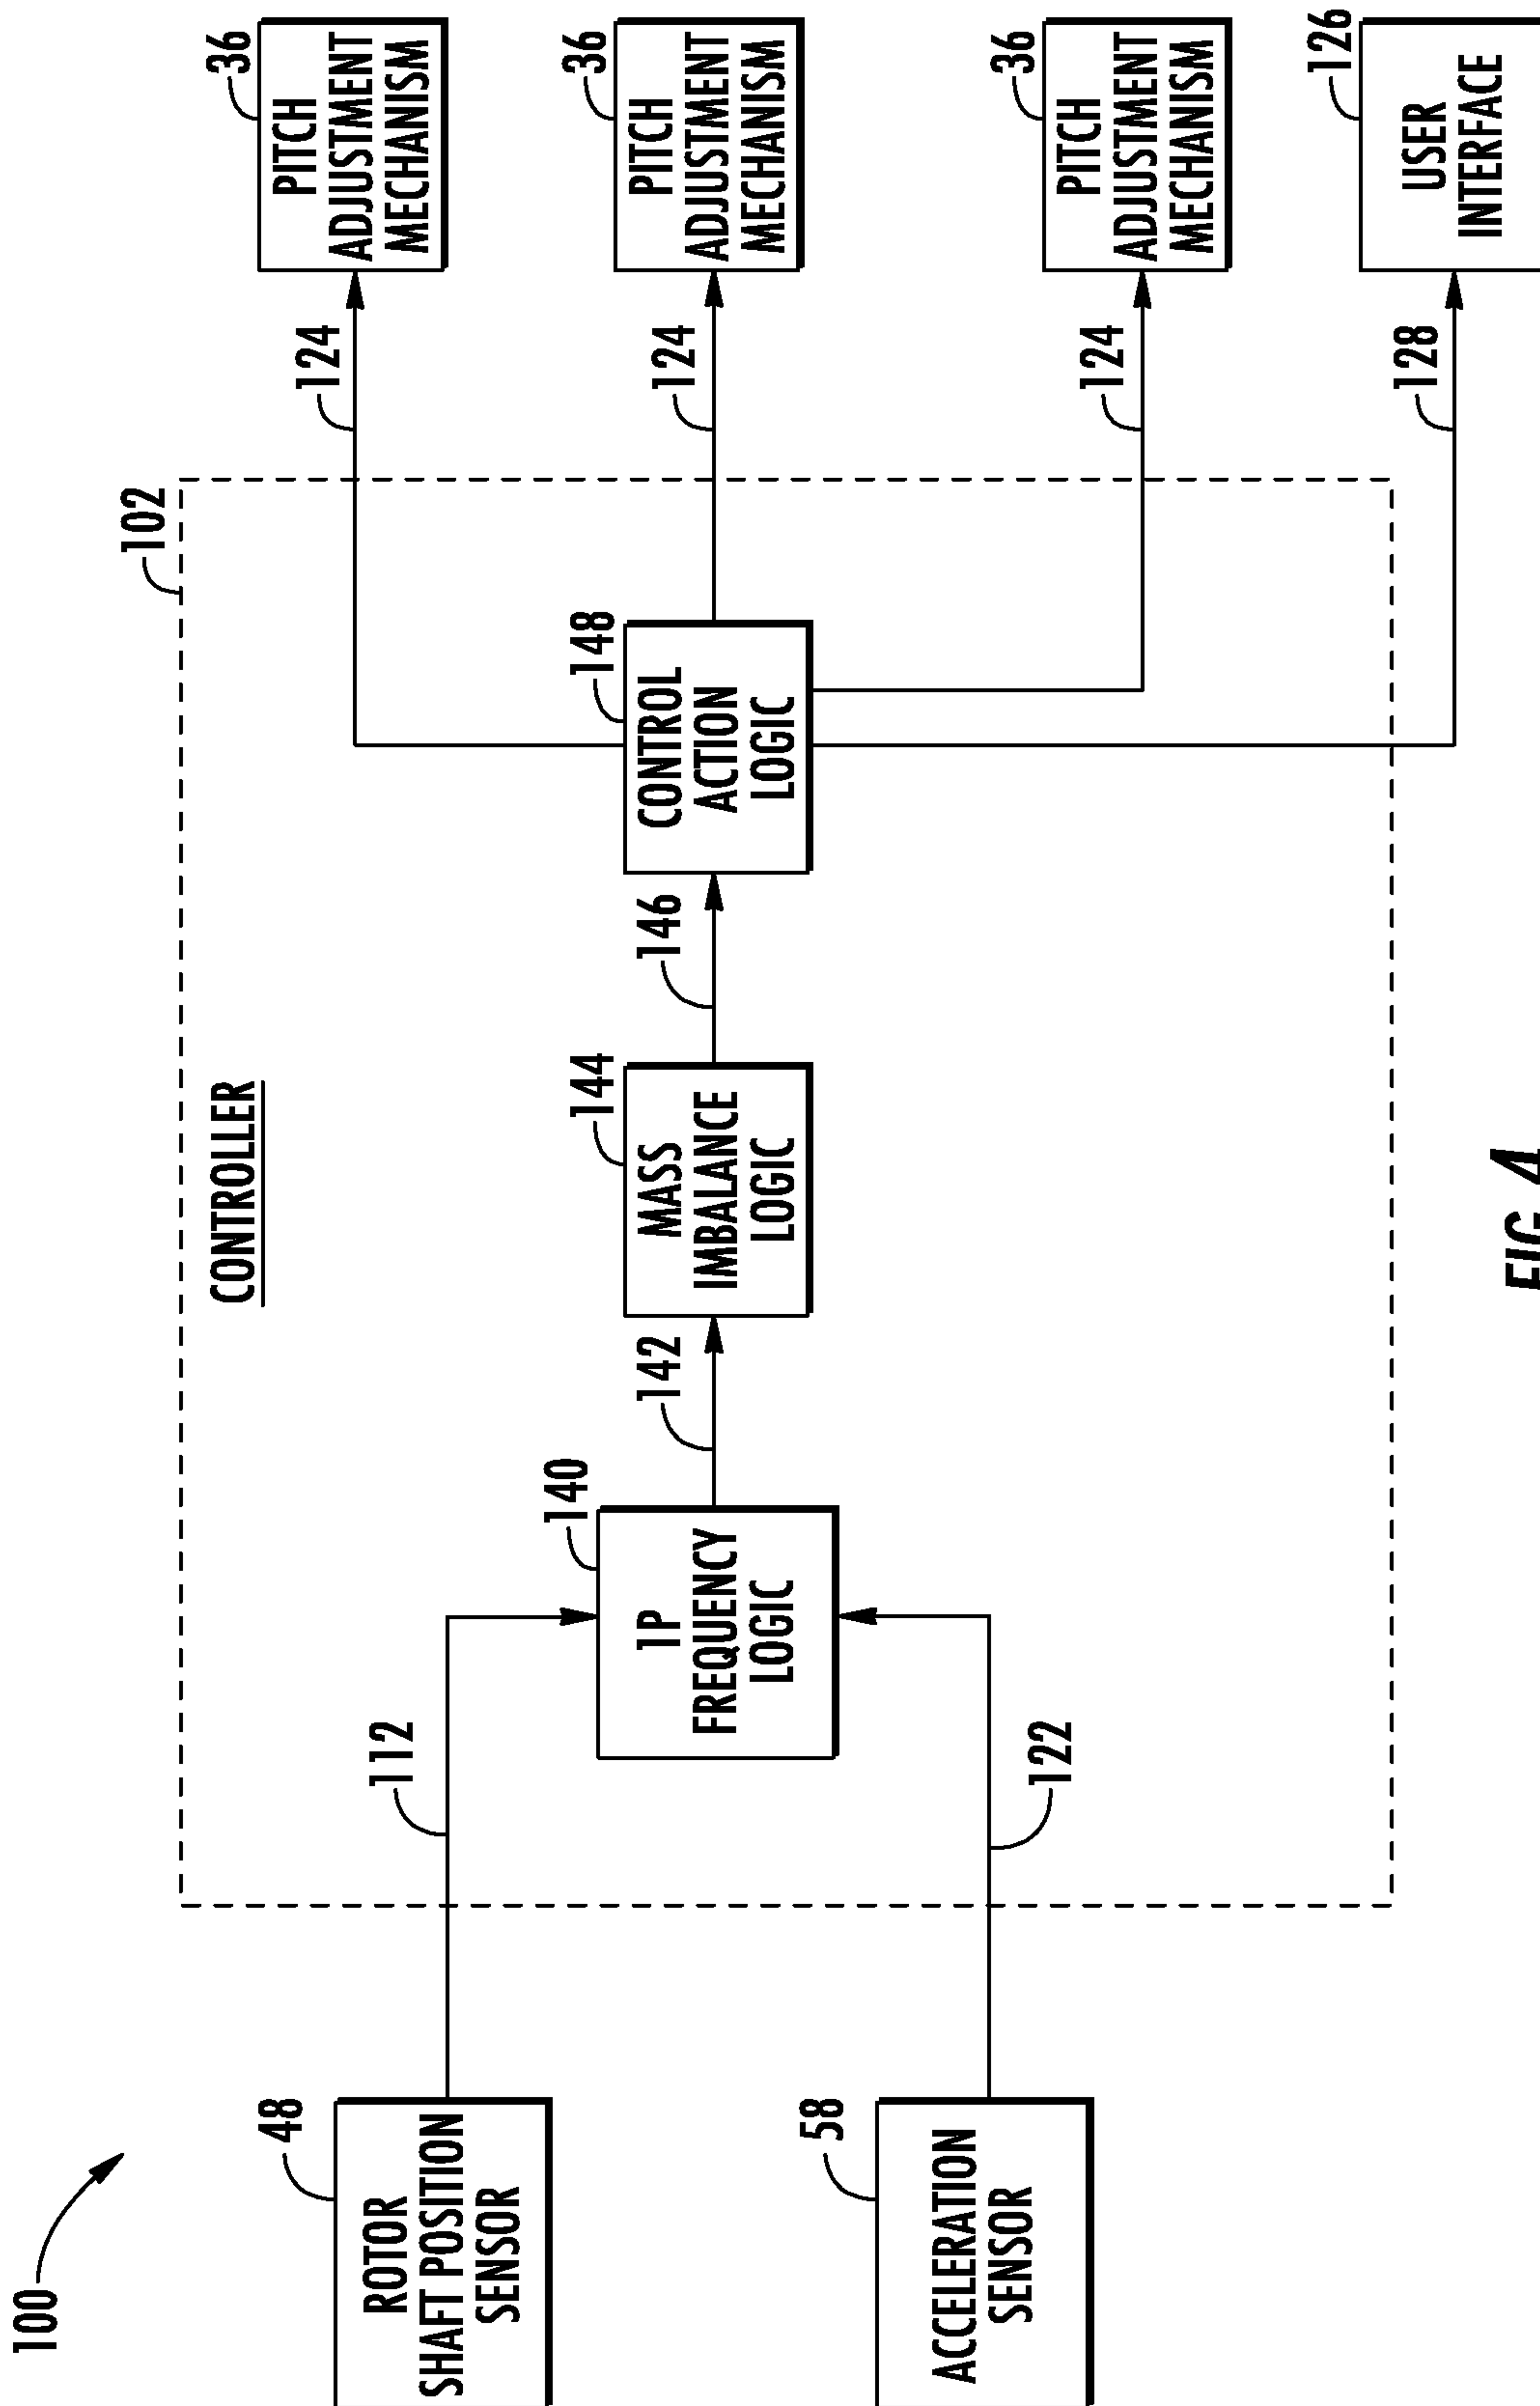 100
102
CONTROLLER
48
ROTOR
SHAFT POSITION
SENSOR
112
58
ACCELERATION
SENSOR
122
140
1P
FREQUENCY
LOGIC
142
144
MASS
IMBALANCE
LOGIC
146
148
CONTROL
ACTION
LOGIC
124
36
PITCH
ADJUSTMENT
MECHANISM
124
36
PITCH
ADJUSTMENT
MECHANISM
124
36
PITCH
ADJUSTMENT
MECHANISM
128
126
USER
INTERFACE
FIG. 4